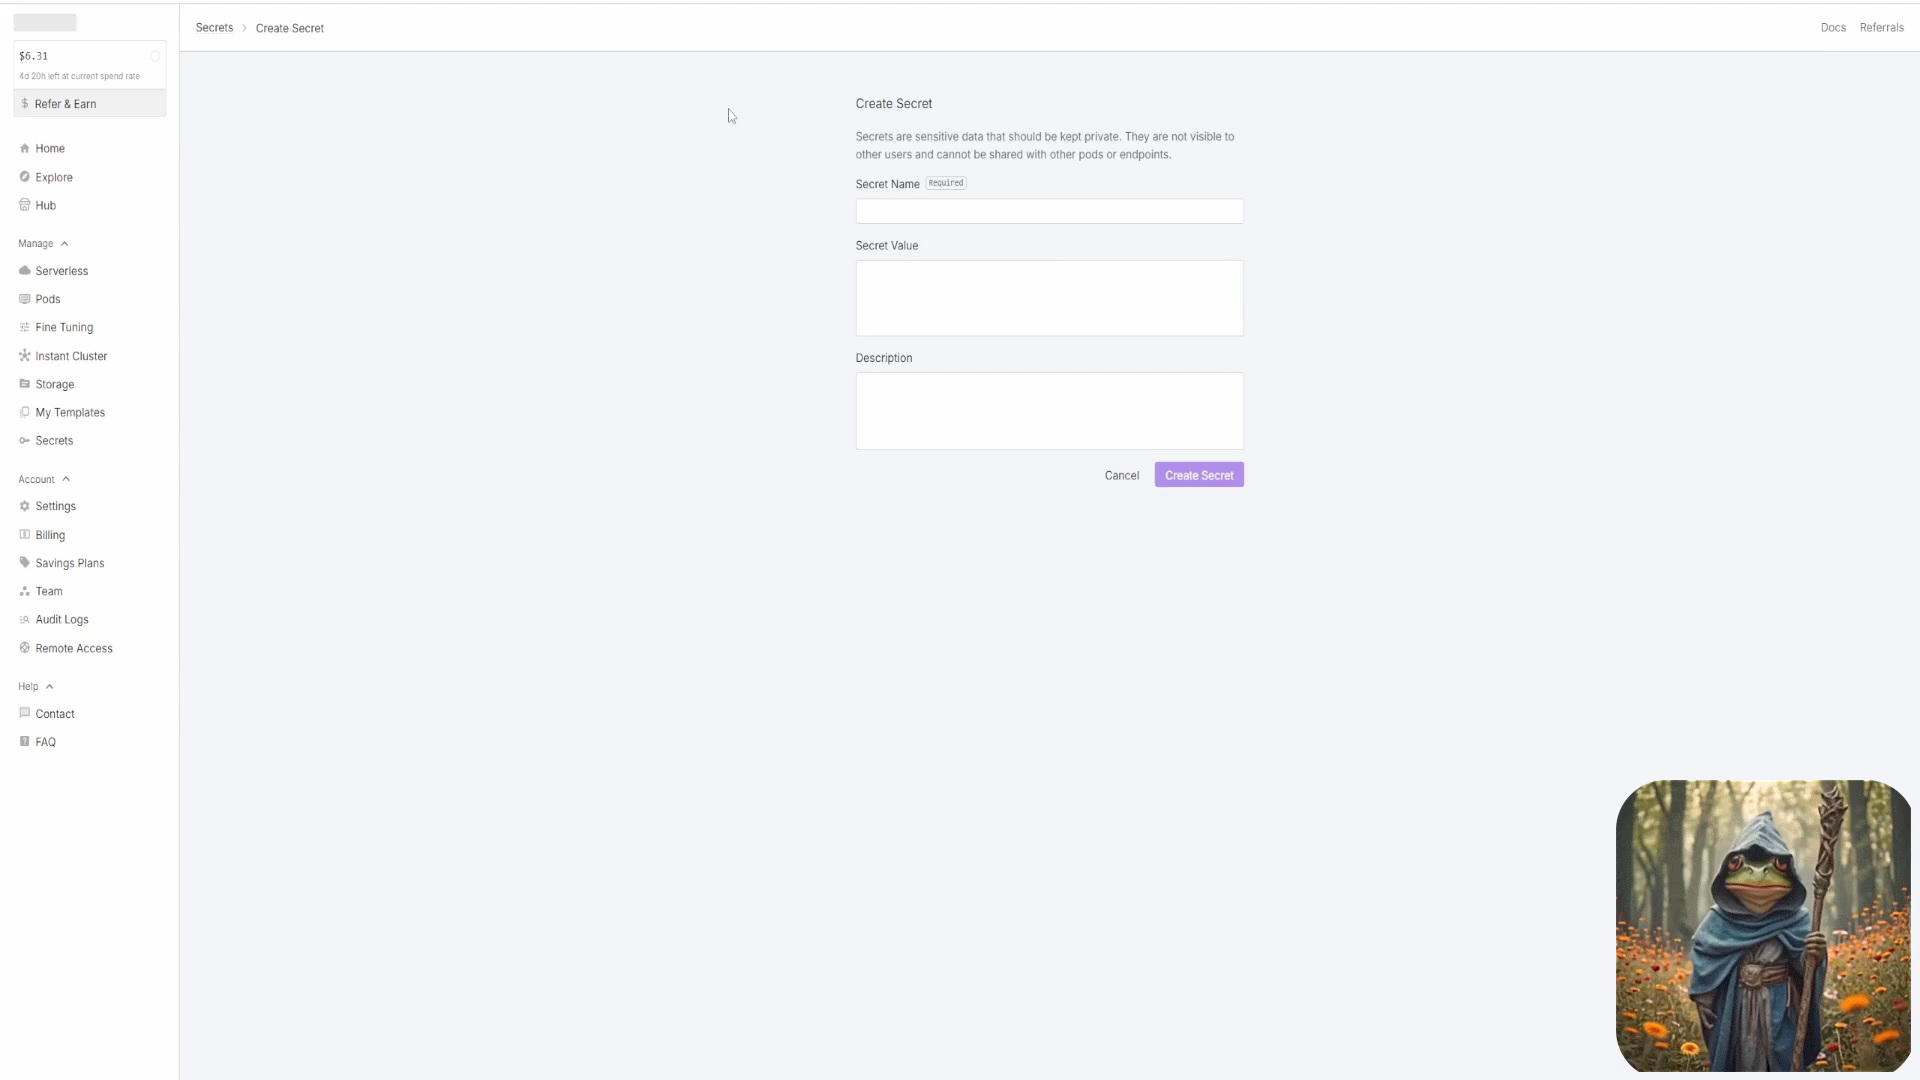 Secrets
Create Secret
Docs
Referrals
$6.31
4d 20h left at current spend rate
$ Refer & Earn
Home
Explore
Hub
Manage
Serverless
Pods
Fine Tuning
Instant Cluster
Storage
My Templates
Secrets
Account
Settings
Billing
Savings Plans
Team
Audit Logs
Remote Access
Help
Contact
FAQ
Create Secret
Secrets are sensitive data that should be kept private. They are not visible to
other users and cannot be shared with other pods or endpoints.
Secret Name Required
Secret Value
Description
Cancel
Create Secret